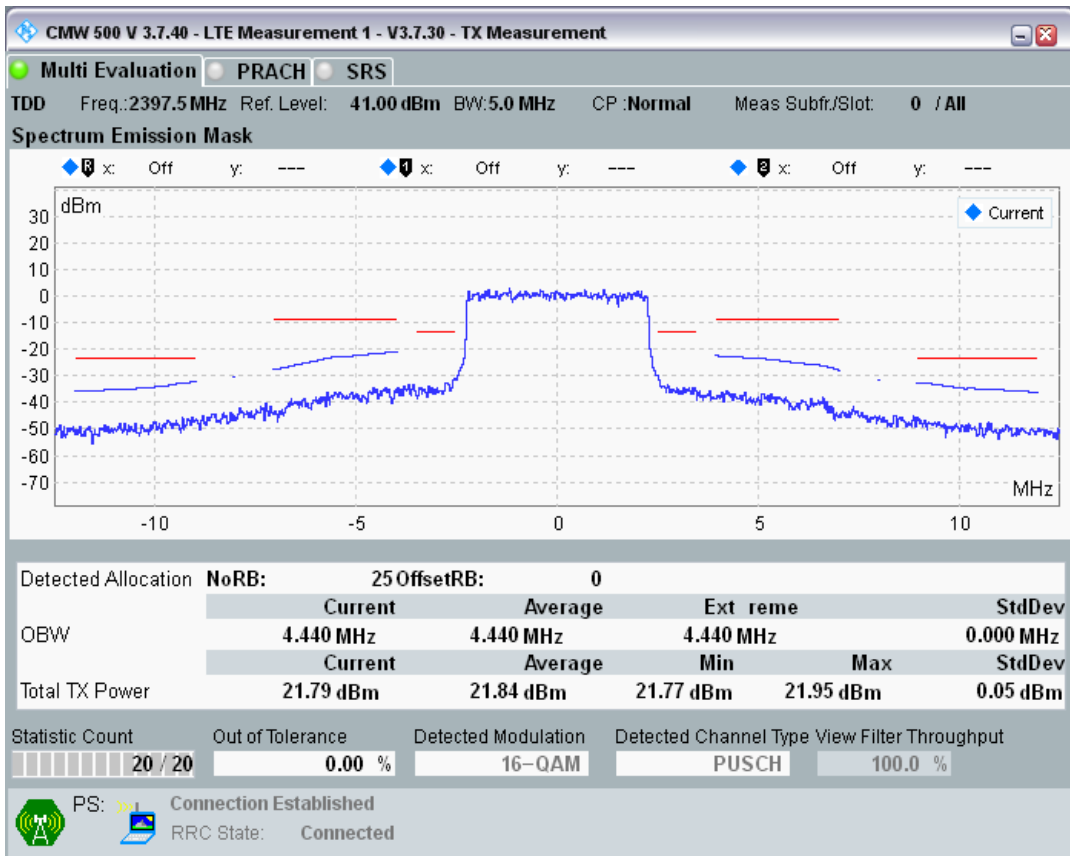 CMW 500 V 3.7.40 - LTE Measurement 1 - V3.7.30 - TX Measurement
Multi Evaluation PRACH SRS
TDD Freq.:2397.5 MHz Ref. Level: 41.00 dBm BW:5.0 MHz CP :Normal Meas Subfr./Slot: 0 / All
Spectrum Emission Mask
R x: Off y: --- 1 x: Off y: --- 2 x: Off y: ---
dBm
Current
30
20
10
0
-10
-20
-30
-40
-50
-60
-70
MHz
-10 -5 0 5 10
Detected Allocation NoRB: 25 OffsetRB: 0
Current Average Ext reme StdDev
OBW 4.440 MHz 4.440 MHz 4.440 MHz 0.000 MHz
Current Average Min Max StdDev
Total TX Power 21.79 dBm 21.84 dBm 21.77 dBm 21.95 dBm 0.05 dBm
Statistic Count Out of Tolerance Detected Modulation Detected Channel Type View Filter Throughput
20 / 20 0.00 % 16-QAM PUSCH 100.0 %
PS: Connection Established
RRC State: Connected